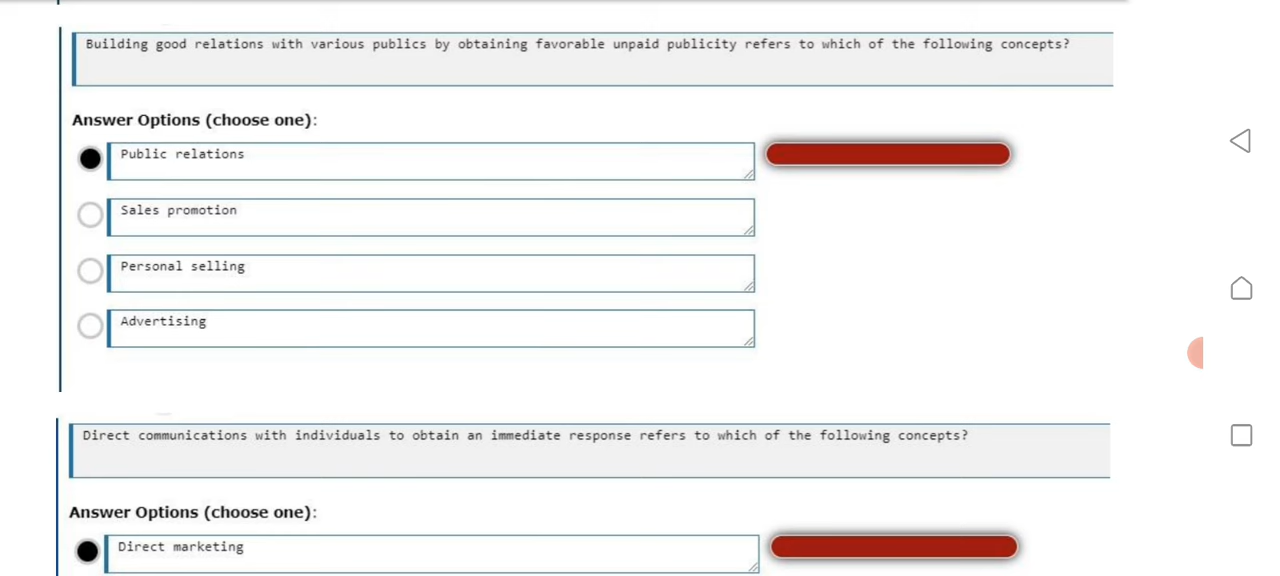 Building good relations with various publics by obtaining favorable unpaid publicity refers to which of the following concepts?
Answer Options (choose one):
Public relations
Sales promotion
Personal selling
Advertising
Direct communications with individuals to obtain an immediate response refers to which of the following concepts?
Answer Options (choose one):
Direct marketing